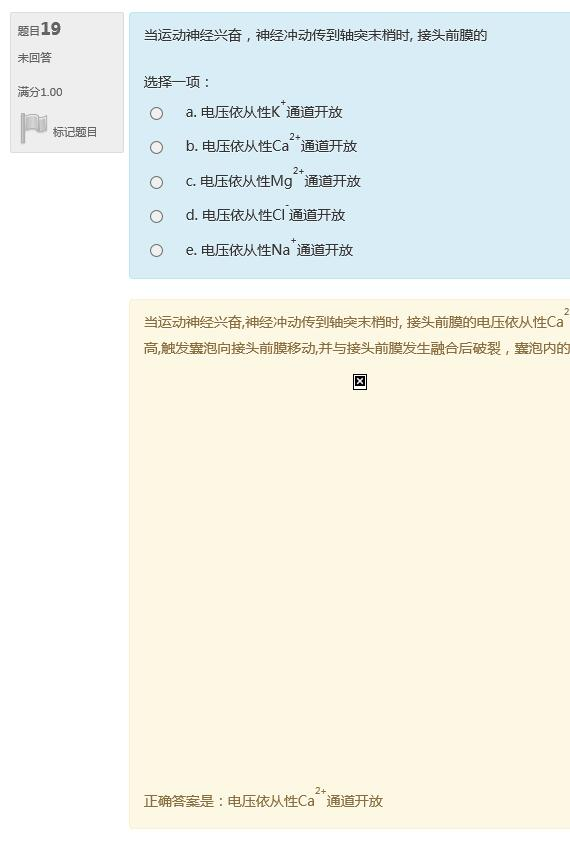 题目19
未回答
满分1.00
标记题目
当运动神经兴奋，神经冲动传到轴突末梢时, 接头前膜的
选择一项：
a. 电压依从性K⁺通道开放
b. 电压依从性Ca²⁺通道开放
c. 电压依从性Mg²⁺通道开放
d. 电压依从性Cl⁻通道开放
e. 电压依从性Na⁺通道开放
当运动神经兴奋,神经冲动传到轴突末梢时, 接头前膜的电压依从性Ca²
高,触发囊泡向接头前膜移动,并与接头前膜发生融合后破裂，囊泡内的
正确答案是：电压依从性Ca²⁺通道开放